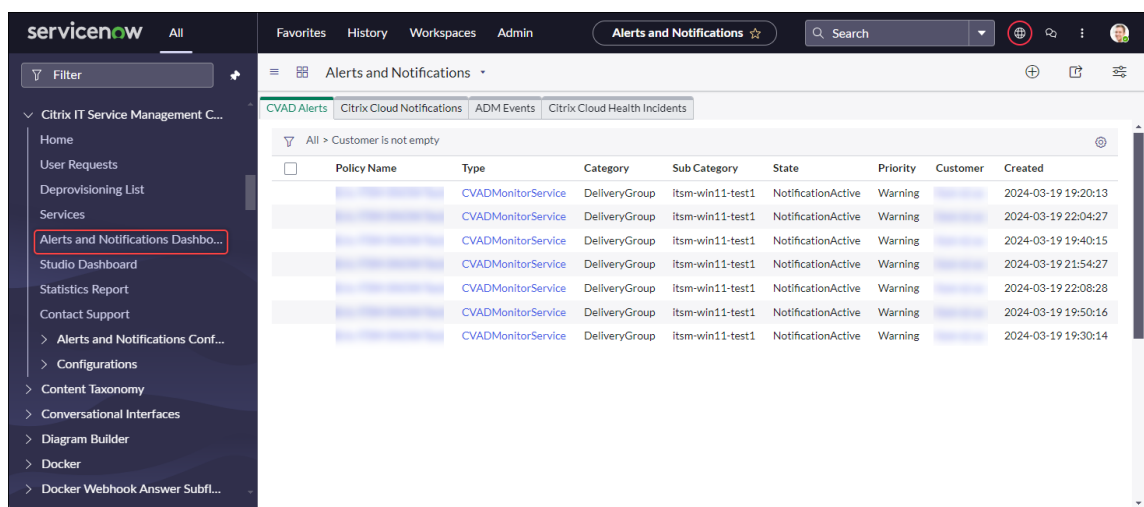 servicenow All Favorites History Workspaces Admin Alerts and Notifications Search
Filter
Alerts and Notifications
Citrix IT Service Management C...
Home
User Requests
Deprovisioning List
Services
Alerts and Notifications Dashbo...
Studio Dashboard
Statistics Report
Contact Support
Alerts and Notifications Conf...
Configurations
Content Taxonomy
Conversational Interfaces
Diagram Builder
Docker
Docker Webhook Answer Subfl...
CVAD Alerts Citrix Cloud Notifications ADM Events Citrix Cloud Health Incidents
All > Customer is not empty
Policy Name Type Category Sub Category State Priority Customer Created
CVADMonitorService DeliveryGroup itsm-win11-test1 NotificationActive Warning 2024-03-19 19:20:13
CVADMonitorService DeliveryGroup itsm-win11-test1 NotificationActive Warning 2024-03-19 22:04:27
CVADMonitorService DeliveryGroup itsm-win11-test1 NotificationActive Warning 2024-03-19 19:40:15
CVADMonitorService DeliveryGroup itsm-win11-test1 NotificationActive Warning 2024-03-19 21:54:27
CVADMonitorService DeliveryGroup itsm-win11-test1 NotificationActive Warning 2024-03-19 22:08:28
CVADMonitorService DeliveryGroup itsm-win11-test1 NotificationActive Warning 2024-03-19 19:50:16
CVADMonitorService DeliveryGroup itsm-win11-test1 NotificationActive Warning 2024-03-19 19:30:14